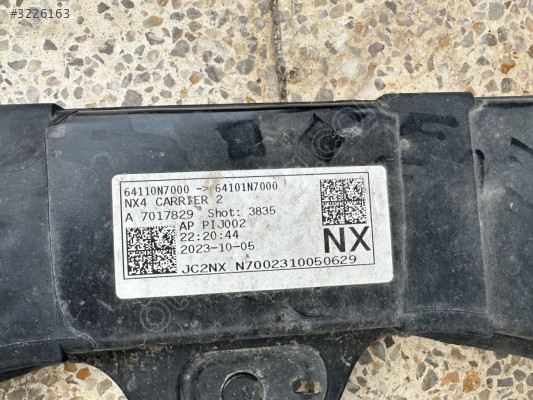 #3226163
64110N7000 -> 64101N7000
NX4 CARRIER 2
A 7017829 Shot: 3835
AP PIJ002
22:20:44
2023-10-05
NX
JC2NX N7002310050629